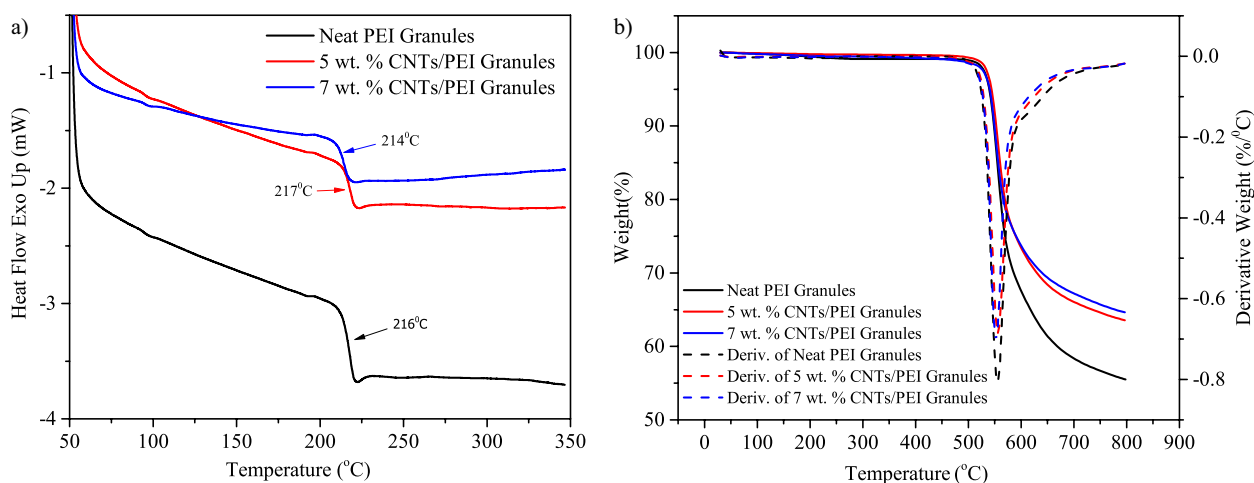 a)
Heat Flow Exo Up (mW)
-1
-2
-3
-4
Neat PEI Granules
5 wt. % CNTs/PEI Granules
7 wt. % CNTs/PEI Granules
214⁰C
217⁰C
216⁰C
50 100 150 200 250 300 350
Temperature (°C)
b)
Weight(%)
100
90
80
70
60
50
Neat PEI Granules
5 wt. % CNTs/PEI Granules
7 wt. % CNTs/PEI Granules
Deriv. of Neat PEI Granules
Deriv. of 5 wt. % CNTs/PEI Granules
Deriv. of 7 wt. % CNTs/PEI Granules
0 100 200 300 400 500 600 700 800 900
Temperature (°C)
0.0
-0.2
-0.4
-0.6
-0.8
Derivative Weight (%/⁰C)